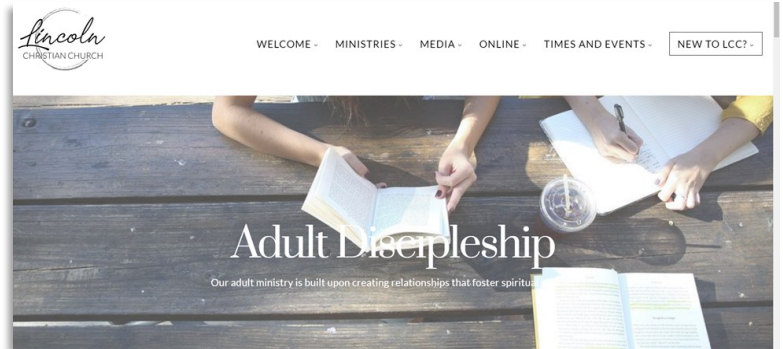 Lincoln
CHRISTIAN CHURCH
WELCOME
MINISTRIES
MEDIA
ONLINE
TIMES AND EVENTS
NEW TO LCC?
Adult Discipleship
Our adult ministry is built upon creating relationships that foster